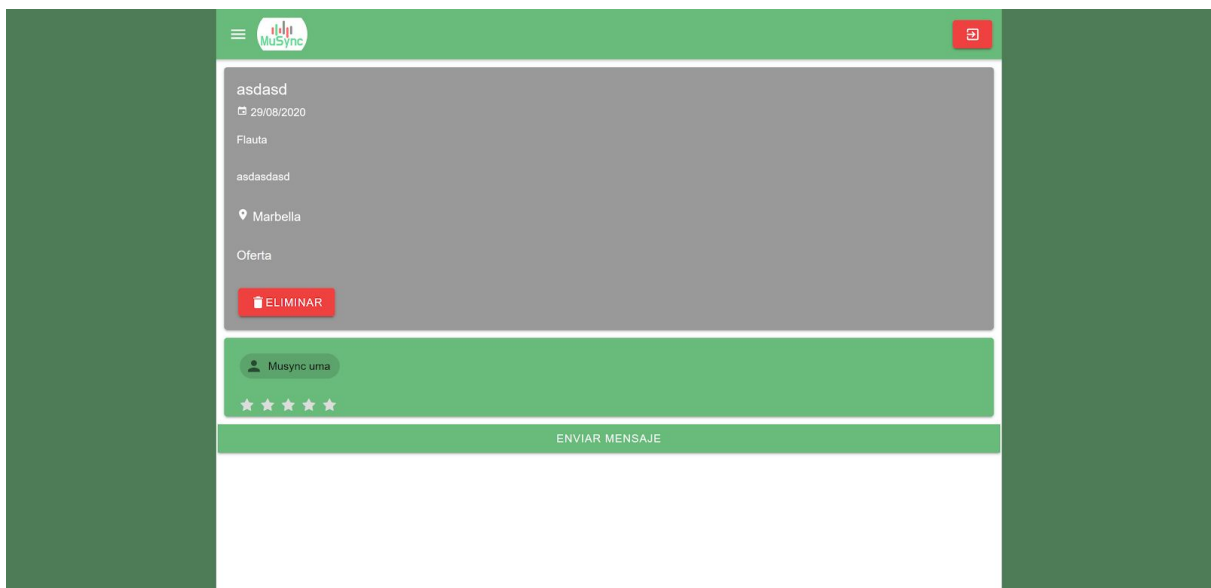 MuSync
asdasd
29/08/2020
Flauta
asdasdasd
Marbella
Oferta
ELIMINAR
Musync uma
ENVIAR MENSAJE